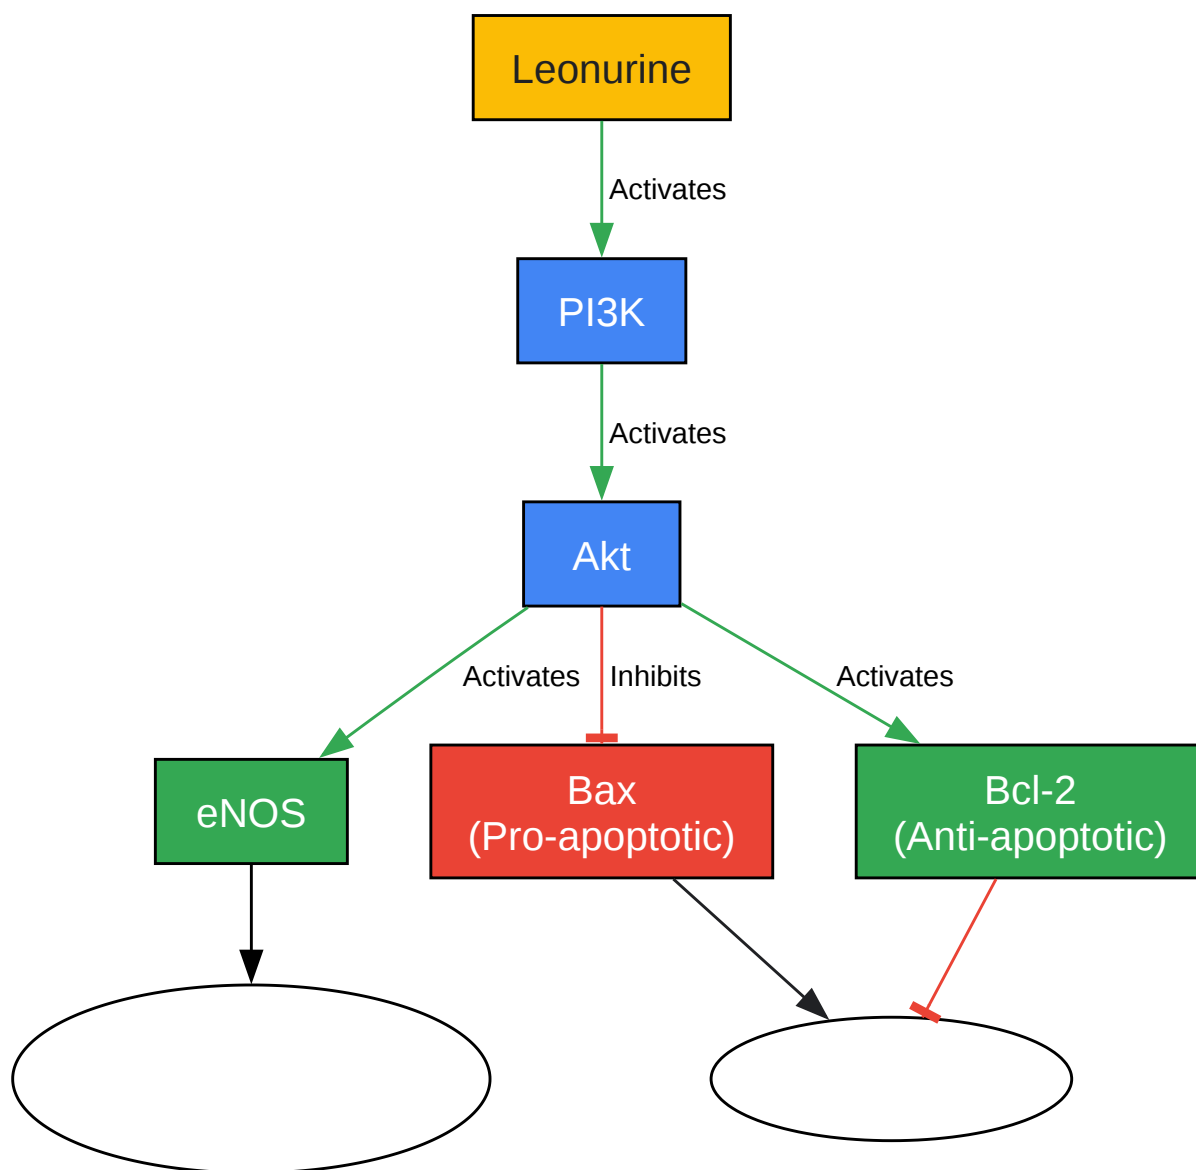 Leonurine
Activates
PI3K
Activates
Akt
Activates
Inhibits
Activates
eNOS
Bax
(Pro-apoptotic)
Bcl-2
(Anti-apoptotic)